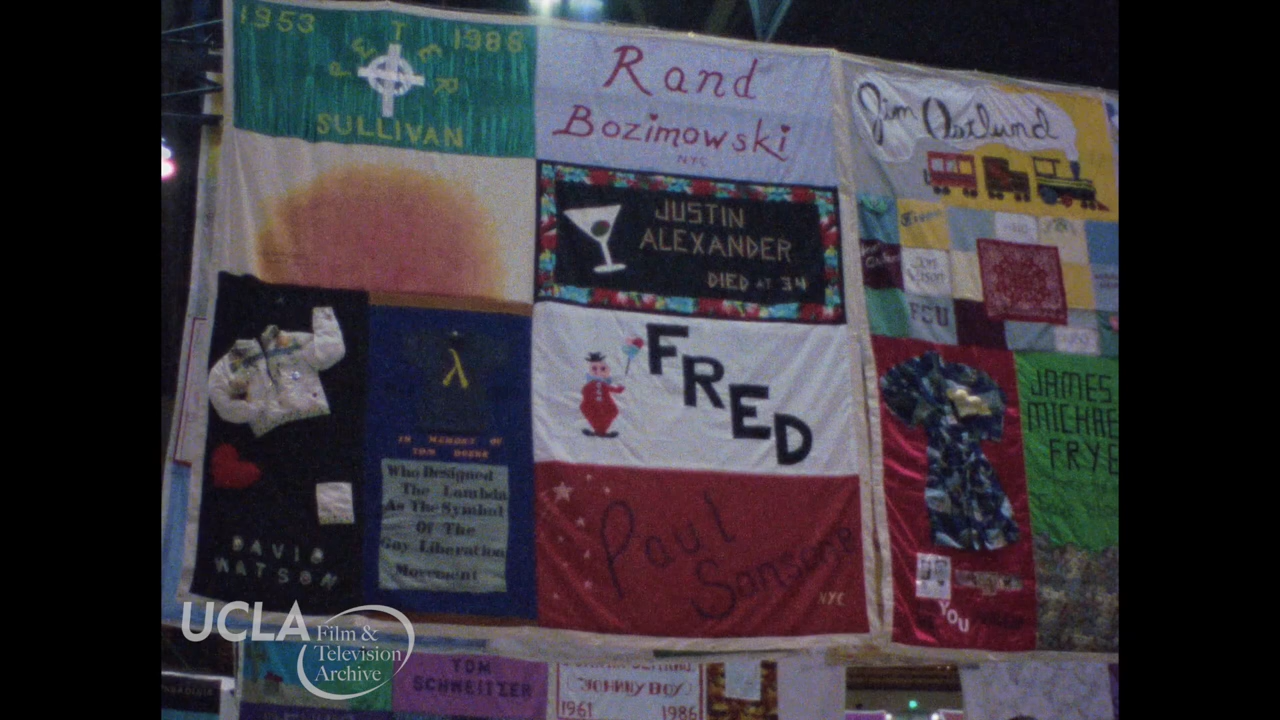 1953
1986
PETER
SULLIVAN
Rand
Bozimowski
NYC
JUSTIN
ALEXANDER
DIED AT 34
FRED
Paul
Sansone
NYC
DAVID
WATSON
λ
IN MEMORY OF
TOM DOERR
Who Designed
The Lambda
As The Symbol
Of The
Gay Liberation
Movement
Jim Ostlund
FSU
YOU
JAMES
MICHAE
FRYE
TOM
SCHWEITZER
JOHNNY BOY
1961 1986
UCLA
Film &
Television
Archive